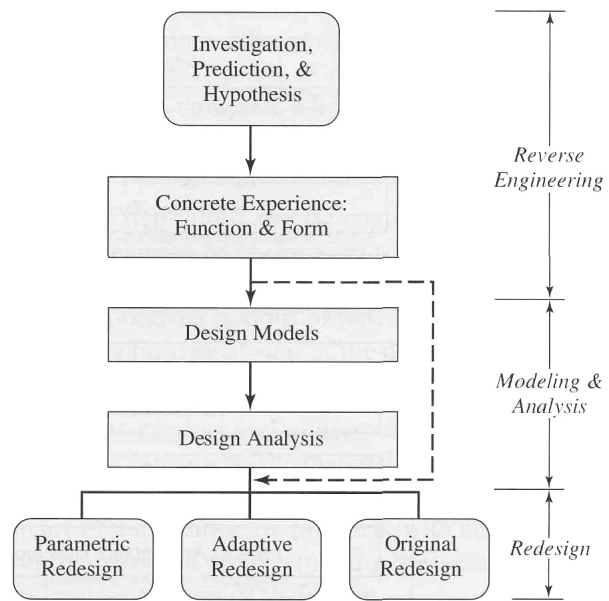 Investigation,
Prediction, &
Hypothesis
Reverse
Engineering
Concrete Experience:
Function & Form
Design Models
Modeling &
Analysis
Design Analysis
Parametric
Redesign
Adaptive
Redesign
Original
Redesign
Redesign